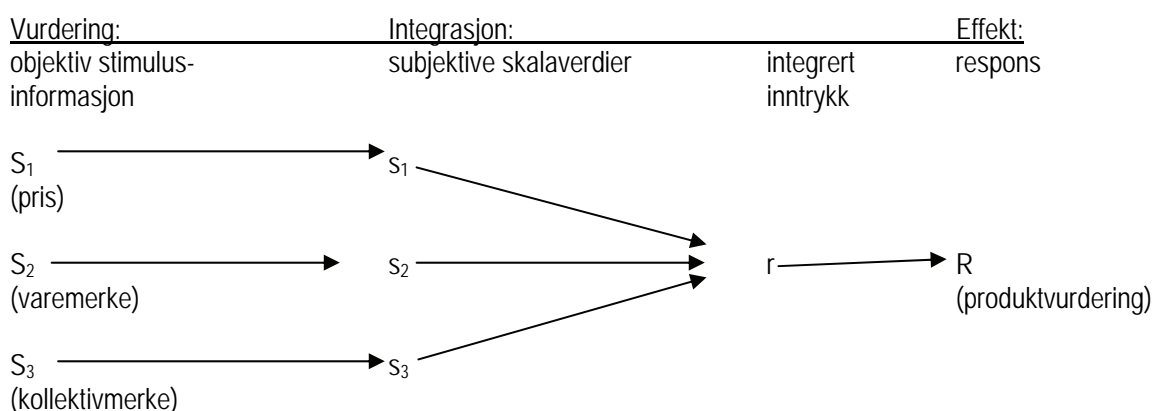 Vurdering: Integrasjon: Effekt:
objektiv stimulus- subjektive skalaverdier integrert respons
informasjon inntrykk
S₁ s₁
(pris)
S₂ s₂ r R
(varemerke) (produktvurdering)
S₃ s₃
(kollektivmerke)